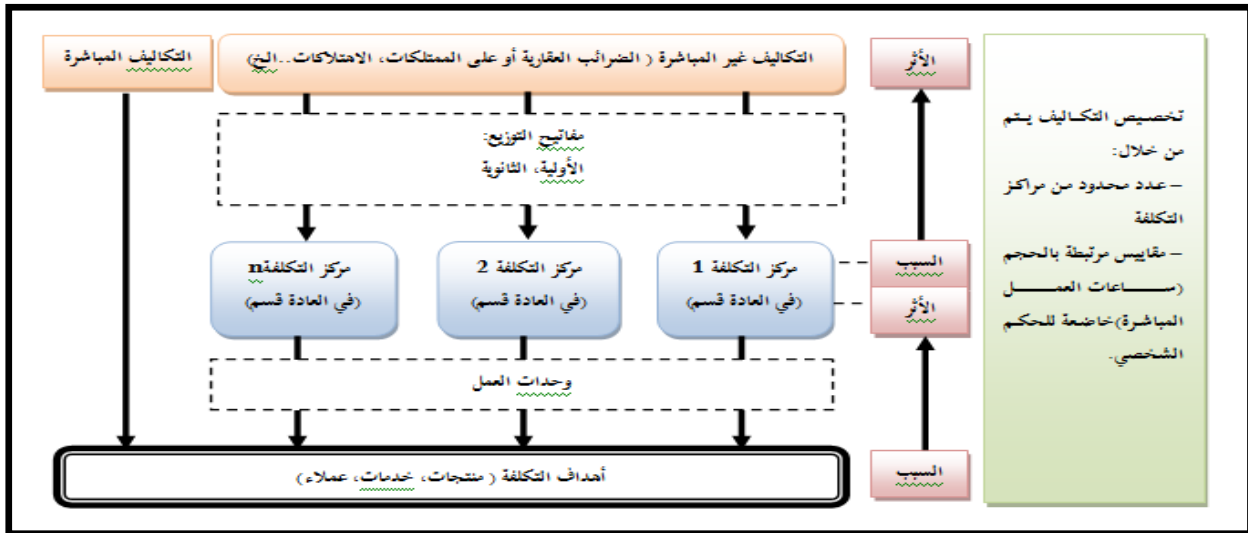 تخصيص التكاليف يتم
من خلال:
– عدد محدود من مراكز
التكلفة
– مقاييس مرتبطة بالحجم
(ساعات العمل
المباشرة)خاضعة للحكم
الشخصي.
الأثر
التكاليف غير المباشرة ( الضرائب العقارية أو على الممتلكات، الاهتلاكات..الخ)
التكاليف المباشرة
مفاتيح التوزيع:
الأولية، الثانوية
السبب
الأثر
مركز التكلفة 1
(في العادة قسم)
مركز التكلفة 2
(في العادة قسم)
مركز التكلفةn
(في العادة قسم)
وحدات العمل
السبب
أهداف التكلفة ( منتجات، خدمات، عملاء)